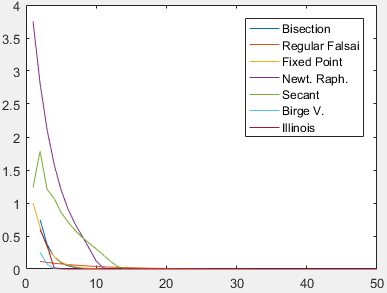 4
3.5
3
2.5
2
1.5
1
0.5
0
0
10
20
30
40
50
Bisection
Regular Falsai
Fixed Point
Newt. Raph.
Secant
Birge V.
Illinois